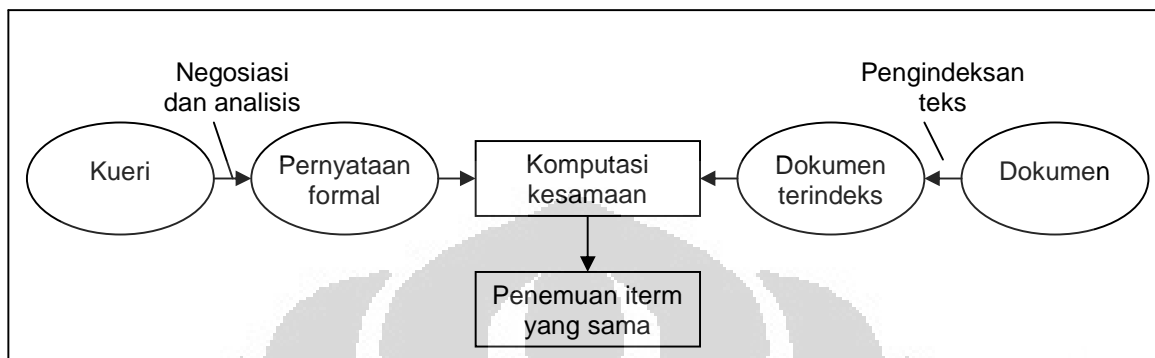 Negosiasi
dan analisis
Pengindeksan
teks
Kueri
Pernyataan
formal
Komputasi
kesamaan
Dokumen
terindeks
Dokumen
Penemuan iterm
yang sama